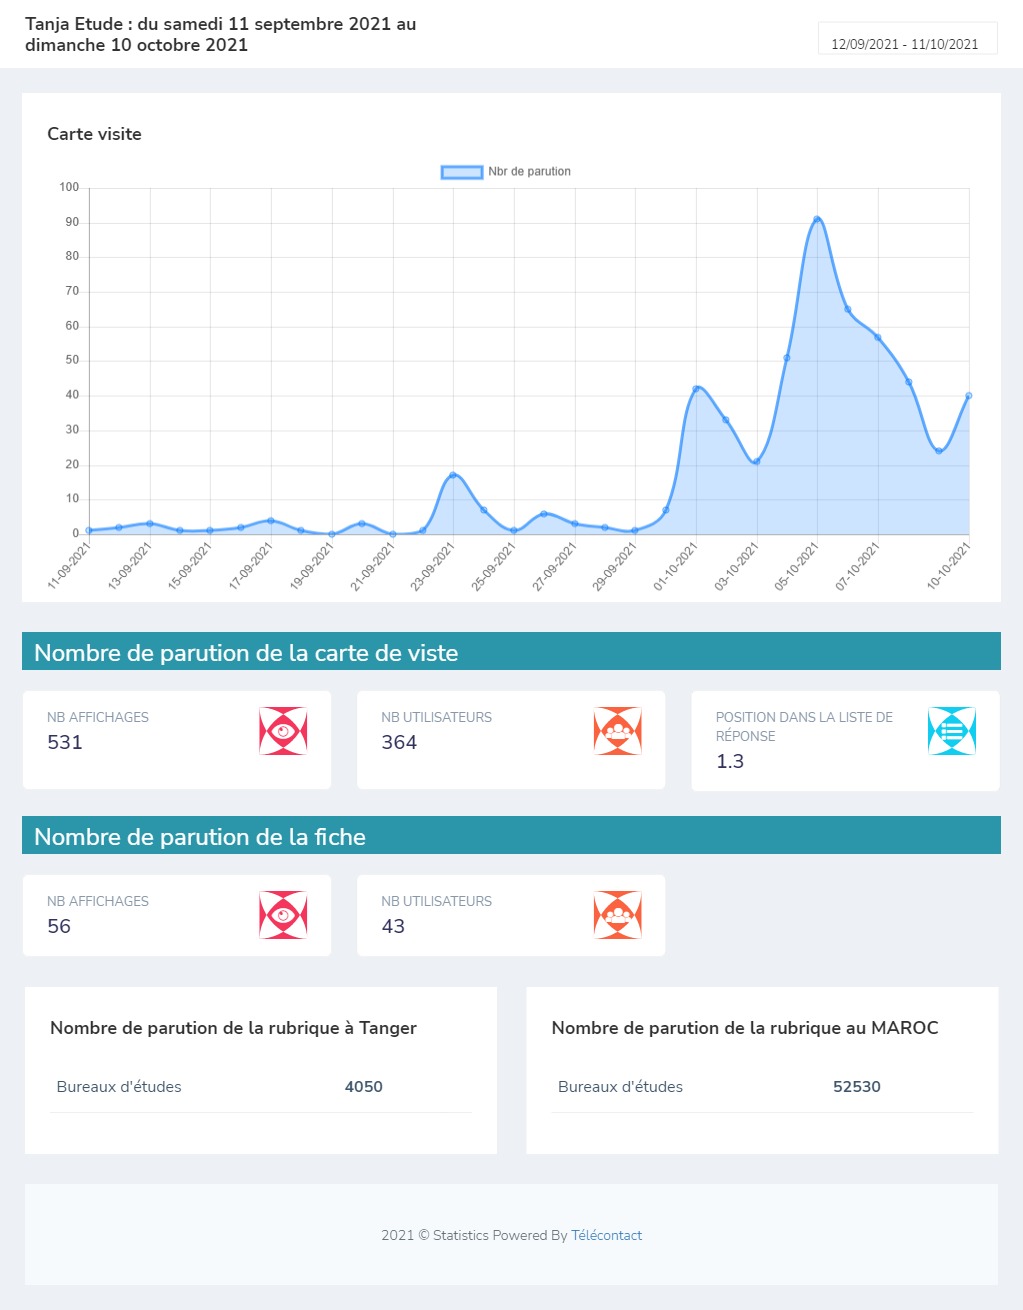 Tanja Etude : du samedi 11 septembre 2021 au
dimanche 10 octobre 2021
12/09/2021 - 11/10/2021
Carte visite
Nbr de parution
100
90
80
70
60
50
40
30
20
10
0
11-09-2021
13-09-2021
15-09-2021
17-09-2021
19-09-2021
21-09-2021
23-09-2021
25-09-2021
27-09-2021
29-09-2021
01-10-2021
03-10-2021
05-10-2021
07-10-2021
10-10-2021
Nombre de parution de la carte de viste
NB AFFICHAGES
531
NB UTILISATEURS
364
POSITION DANS LA LISTE DE
RÉPONSE
1.3
Nombre de parution de la fiche
NB AFFICHAGES
56
NB UTILISATEURS
43
Nombre de parution de la rubrique à Tanger
Bureaux d'études 4050
Nombre de parution de la rubrique au MAROC
Bureaux d'études 52530
2021 © Statistics Powered By Télécontact